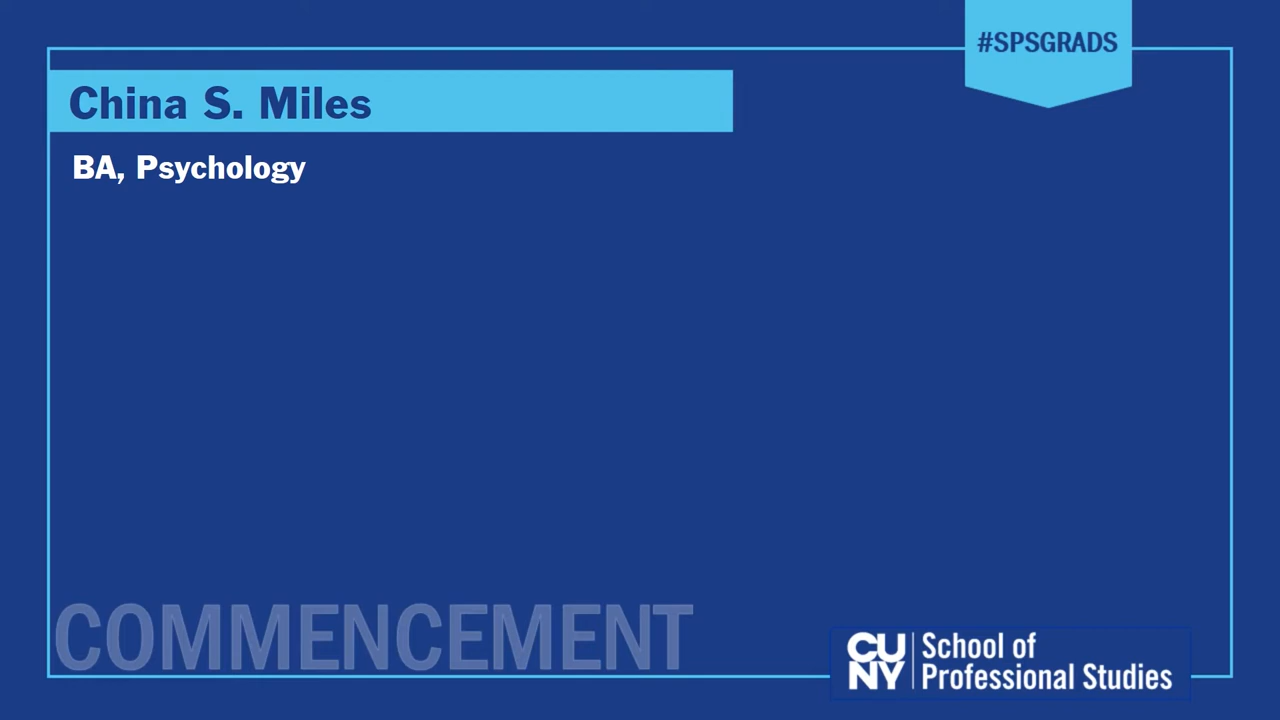 #SPSGRADS
China S. Miles
BA, Psychology
COMMENCEMENT
CUNY
School of
Professional Studies